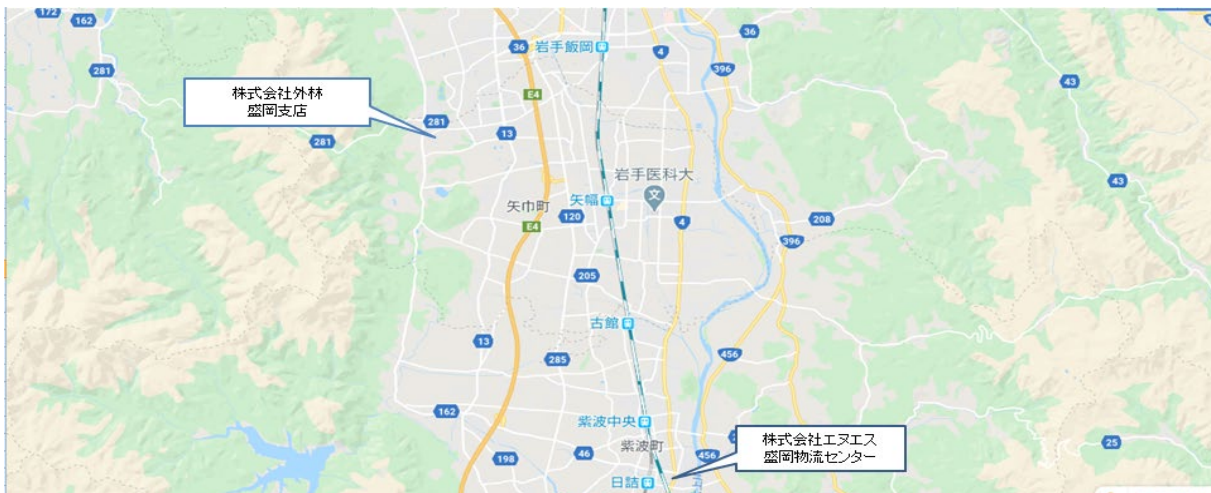 172
162
36
岩手飯岡
4
36
396
281
43
株式会社外林
盛岡支店
E4
281
13
281
岩手医科大
文
43
矢幅
矢巾町
120
4
208
E4
396
205
古館
13
285
456
162
紫波中央
紫波町
株式会社エヌエス
盛岡物流センター
25
46
198
456
日詰